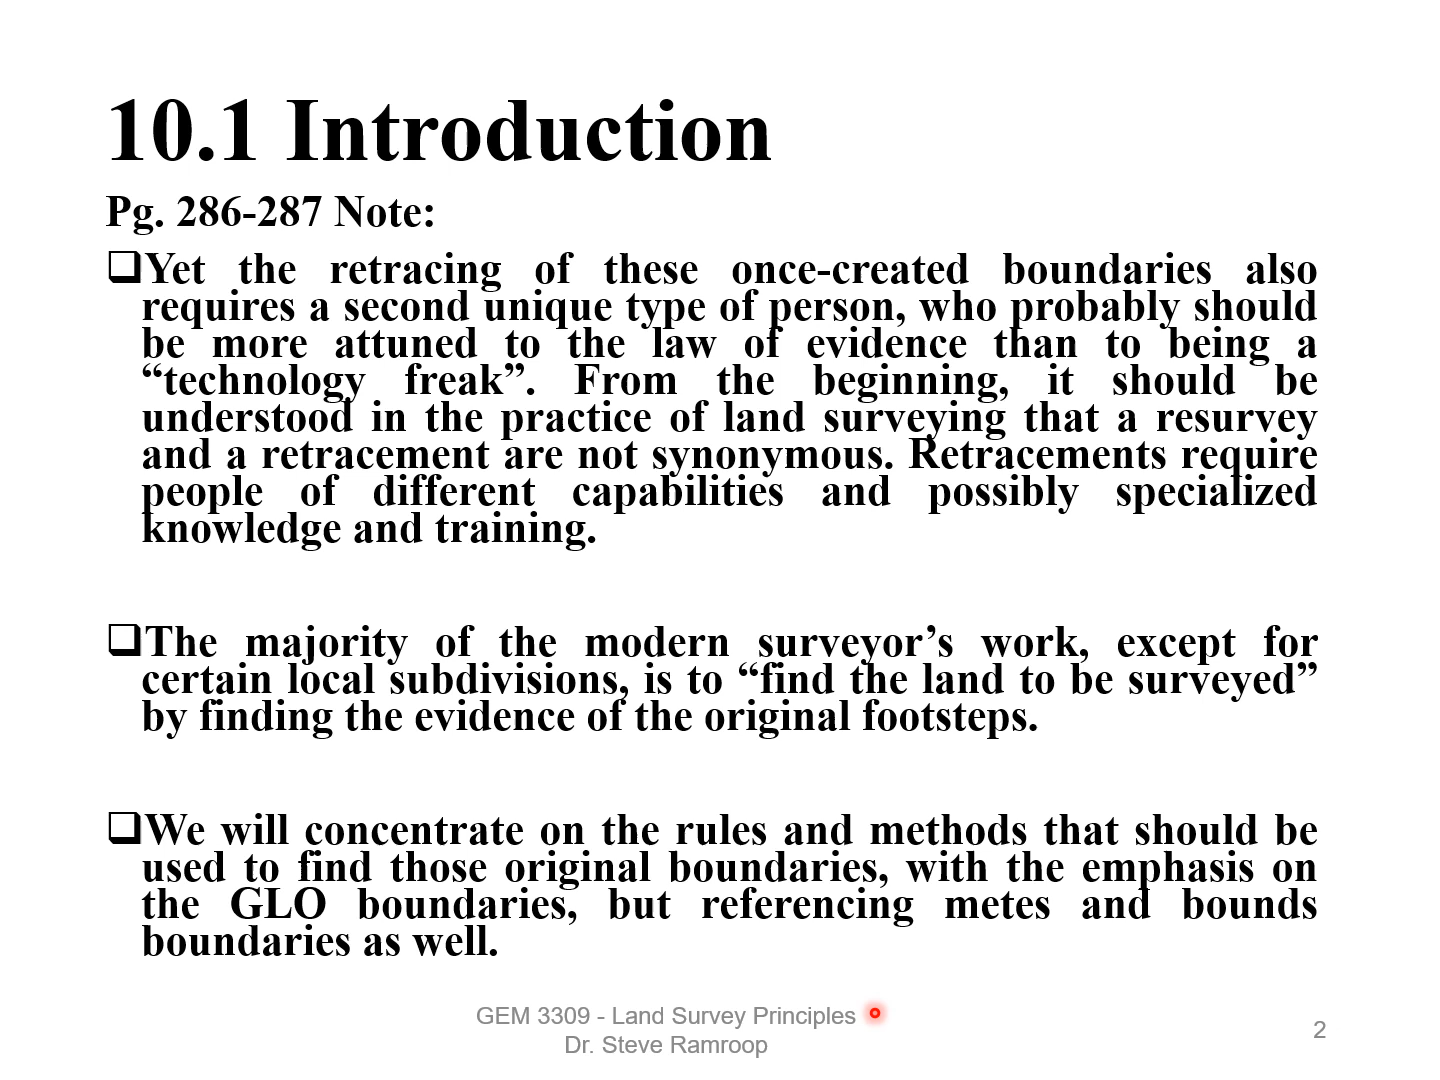 10.1 Introduction
Pg. 286-287 Note:
❑Yet the retracing of these once-created boundaries also
requires a second unique type of person, who probably should
be more attuned to the law of evidence than to being a
“technology freak”. From the beginning, it should be
understood in the practice of land surveying that a resurvey
and a retracement are not synonymous. Retracements require
people of different capabilities and possibly specialized
knowledge and training.
❑The majority of the modern surveyor’s work, except for
certain local subdivisions, is to “find the land to be surveyed”
by finding the evidence of the original footsteps.
❑We will concentrate on the rules and methods that should be
used to find those original boundaries, with the emphasis on
the GLO boundaries, but referencing metes and bounds
boundaries as well.
GEM 3309 - Land Survey Principles
Dr. Steve Ramroop
2